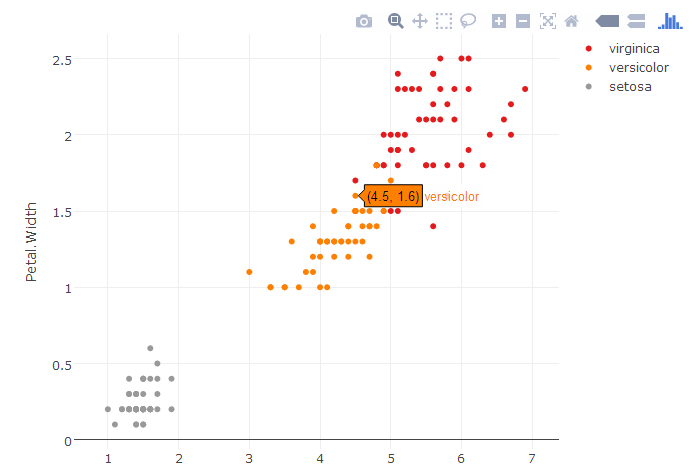 virginica
versicolor
setosa
2.5
2
1.5
1
0.5
0
Petal.Width
(4.5, 1.6) versicolor
1 2 3 4 5 6 7